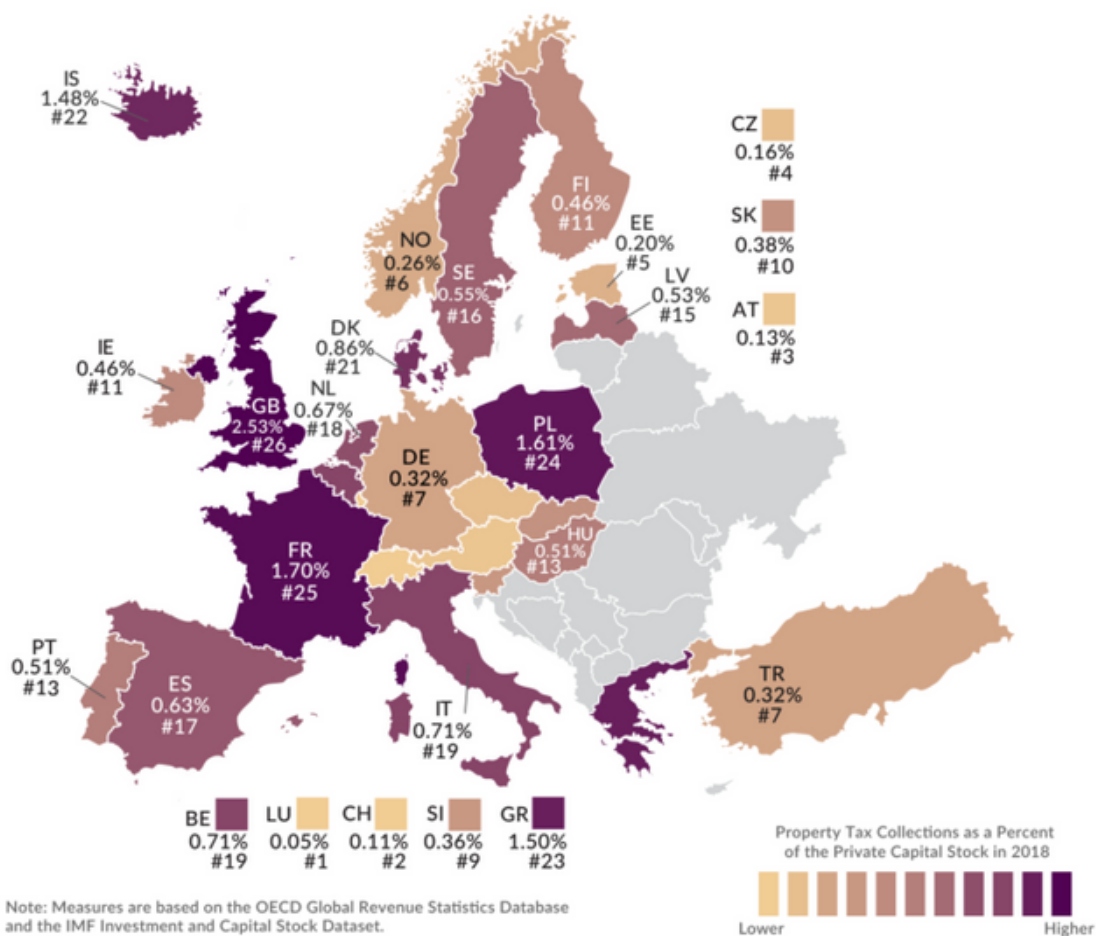 IS
1.48%
#22
CZ
0.16%
#4
FI
0.46%
#11
SK
0.38%
#10
EE
0.20%
#5
NO
0.26%
#6
SE
0.55%
#16
LV
0.53%
#15
AT
0.13%
#3
DK
0.86%
#21
IE
0.46%
#11
NL
0.67%
#18
GB
2.53%
#26
PL
1.61%
#24
DE
0.32%
#7
HU
0.51%
#13
FR
1.70%
#25
PT
0.51%
#13
ES
0.63%
#17
IT
0.71%
#19
TR
0.32%
#7
BE
0.71%
#19
LU
0.05%
#1
CH
0.11%
#2
SI
0.36%
#9
GR
1.50%
#23
Property Tax Collections as a Percent
of the Private Capital Stock in 2018
Lower
Higher
Note: Measures are based on the OECD Global Revenue Statistics Database
and the IMF Investment and Capital Stock Dataset.